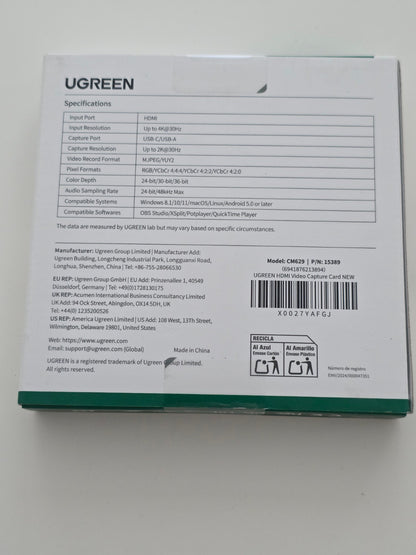 UGREEN
Specifications
Input Port HDMI
Input Resolution Up to 4K@30Hz
Capture Port USB-C/USB-A
Capture Resolution Up to 2K@30Hz
Video Record Format MJPEG/YUY2
Pixel Formats RGB/YCbCr 4:4:4/YCbCr 4:2:2/YCbCr 4:2:0
Color Depth 24-bit/30-bit/36-bit
Audio Sampling Rate 24-bit/48kHz Max
Compatible Systems Windows 8.1/10/11/macOS/Linux/Android 5.0 or later
Compatible Softwares OBS Studio/XSplit/Potplayer/QuickTime Player
The data are measured by UGREEN lab but may vary based on specific circumstances.
Manufacturer: Ugreen Group Limited | Manufacturer Add:
Ugreen Building, Longcheng Industrial Park, Longguanxi Road,
Longhua, Shenzhen, China | Tel: +86-755-28066530
EU REP: Ugreen Group GmbH | EU Add: Prinzenallee 1, 40549
Düsseldorf, Germany | Tel: +49(0)1728130175
UK REP: Acumen International Business Consultancy Limited
UK Add: 94 Ock Street, Abingdon, OX14 5DH, UK
Tel: +44(0) 1235200526
US REP: America Ugreen Limited | US Add: 108 West, 13Th Street,
Wilmington, Delaware 19801, United States
Web: https://www.ugreen.com
Email: support@ugreen.com (Global)
Made in China
UGREEN is a registered trademark of Ugreen Group Limited.
All rights reserved.
Model: CM629 | P/N: 15389
(6941876213894)
UGREEN HDMI Video Capture Card NEW
X0027YAFGJ
RECICLA
Al Azul
Envase Cartón
Al Amarillo
Envase Plástico
Número de registro
ENV/2024/000047351